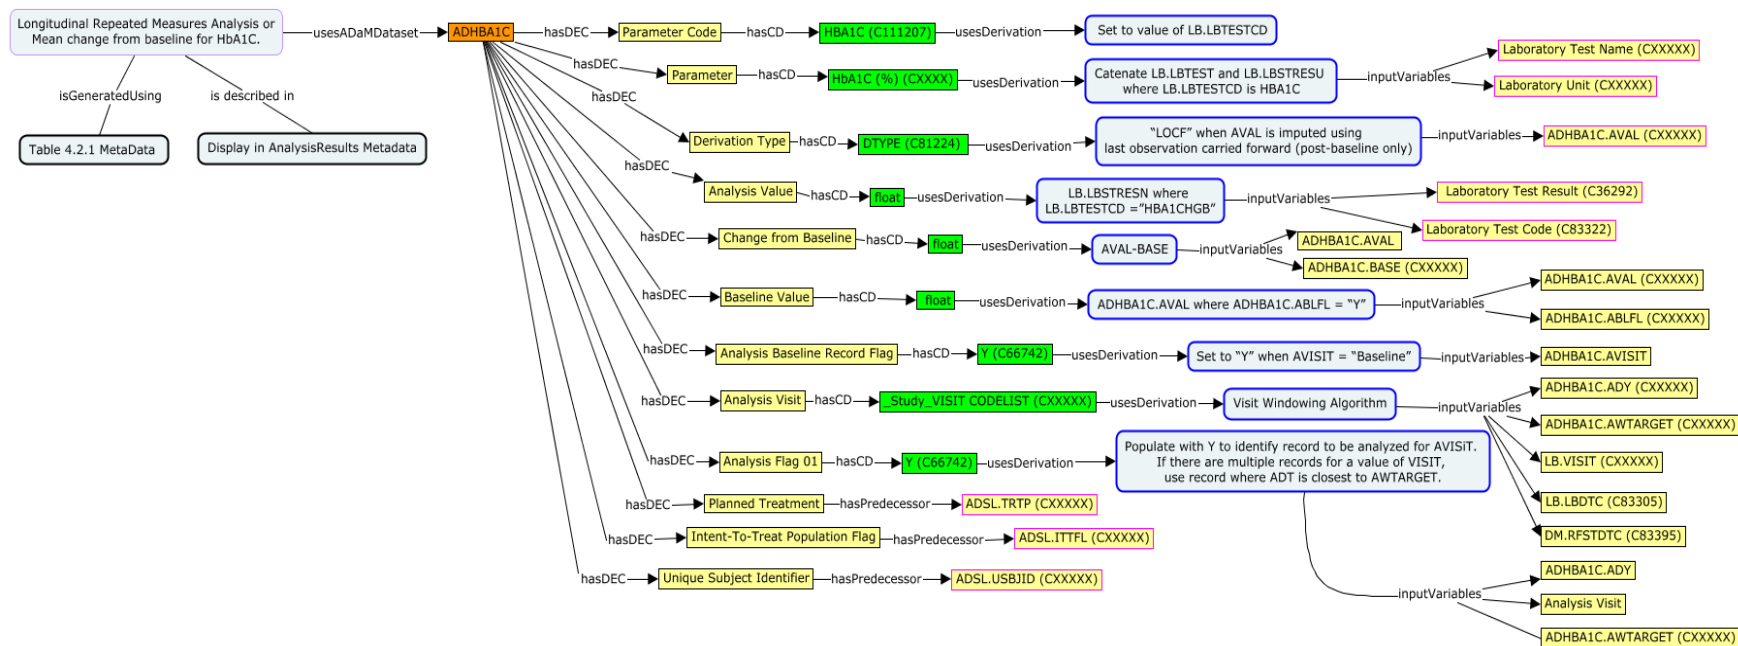 Longitudinal Repeated Measures Analysis or
Mean change from baseline for HbA1C.
usesADaMDataset
ADHBA1C
isGeneratedUsing
is described in
Table 4.2.1 MetaData
Display in AnalysisResults Metadata
hasDEC
Parameter Code
hasCD
HBA1C (C111207)
usesDerivation
Set to value of LB.LBTESTCD
hasDEC
Parameter
hasCD
HbA1C (%) (CXXXX)
usesDerivation
Catenate LB.LBTEST and LB.LBSTRESU
where LB.LBTESTCD is HBA1C
inputVariables
Laboratory Test Name (CXXXXX)
Laboratory Unit (CXXXXX)
hasDEC
Derivation Type
hasCD
DTYPE (C81224)
usesDerivation
“LOCF” when AVAL is imputed using
last observation carried forward (post-baseline only)
inputVariables
ADHBA1C.AVAL (CXXXXX)
hasDEC
Analysis Value
hasCD
float
usesDerivation
LB.LBSTRESN where
LB.LBTESTCD =”HBA1CHGB”
inputVariables
Laboratory Test Result (C36292)
Laboratory Test Code (C83322)
hasDEC
Change from Baseline
hasCD
float
usesDerivation
AVAL-BASE
inputVariables
ADHBA1C.AVAL
ADHBA1C.BASE (CXXXXX)
hasDEC
Baseline Value
hasCD
float
usesDerivation
ADHBA1C.AVAL where ADHBA1C.ABLFL = “Y”
inputVariables
ADHBA1C.AVAL (CXXXXX)
ADHBA1C.ABLFL (CXXXXX)
hasDEC
Analysis Baseline Record Flag
hasCD
Y (C66742)
usesDerivation
Set to “Y” when AVISIT = “Baseline”
inputVariables
ADHBA1C.AVISIT
hasDEC
Analysis Visit
hasCD
_Study_VISIT CODELIST (CXXXXX)
usesDerivation
Visit Windowing Algorithm
inputVariables
ADHBA1C.ADY (CXXXXX)
ADHBA1C.AWTARGET (CXXXXX)
LB.VISIT (CXXXXX)
LB.LBDTC (C83305)
DM.RFSTDTC (C83395)
hasDEC
Analysis Flag 01
hasCD
Y (C66742)
usesDerivation
Populate with Y to identify record to be analyzed for AVISiT.
If there are multiple records for a value of VISIT,
use record where ADT is closest to AWTARGET.
inputVariables
ADHBA1C.ADY
Analysis Visit
ADHBA1C.AWTARGET (CXXXXX)
hasDEC
Planned Treatment
hasPredecessor
ADSL.TRTP (CXXXXX)
hasDEC
Intent-To-Treat Population Flag
hasPredecessor
ADSL.ITTFL (CXXXXX)
hasDEC
Unique Subject Identifier
hasPredecessor
ADSL.USBJID (CXXXXX)